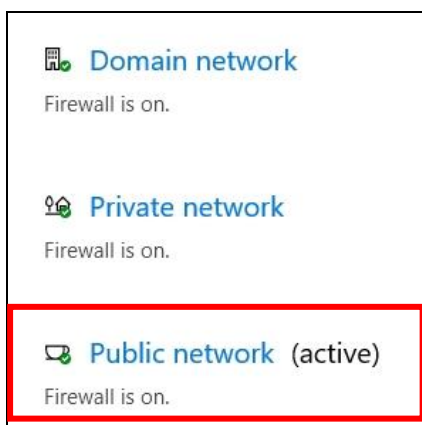 Domain network
Firewall is on.
Private network
Firewall is on.
Public network (active)
Firewall is on.